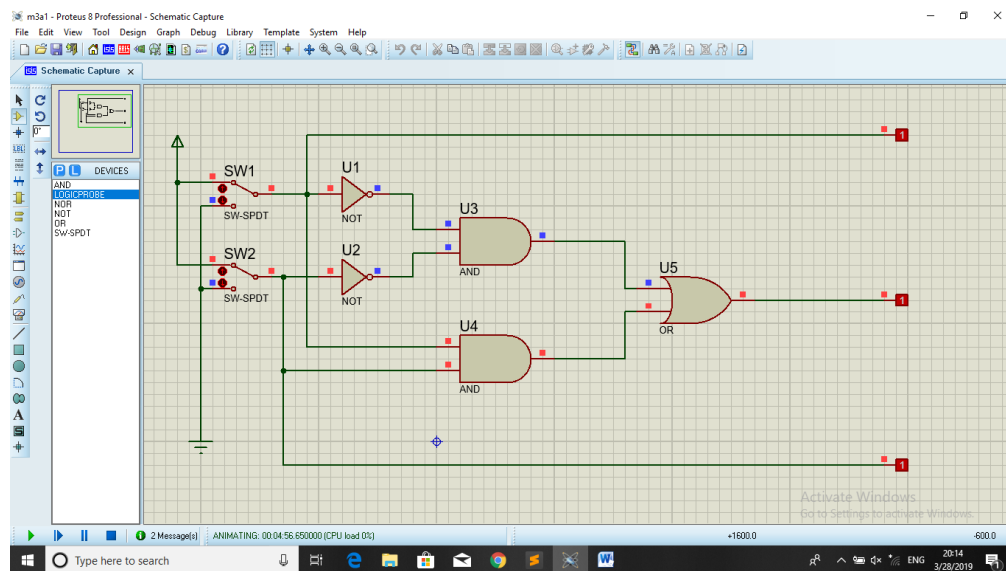 m3a1 - Proteus 8 Professional - Schematic Capture
File Edit View Tool Design Graph Debug Library Template System Help
Schematic Capture x
0°
P L DEVICES
AND
LOGICPROBE
NOR
NOT
OR
SW-SPDT
LBL
A
S
SW1
SW-SPDT
SW2
SW-SPDT
U1
NOT
U2
NOT
U3
AND
U4
AND
U5
OR
1
1
1
Activate Windows
Go to Settings to activate Windows.
2 Message(s) ANIMATING: 00:04:56.650000 (CPU load 0%) +1600.0 -600.0
Type here to search
ENG
20:14
3/28/2019